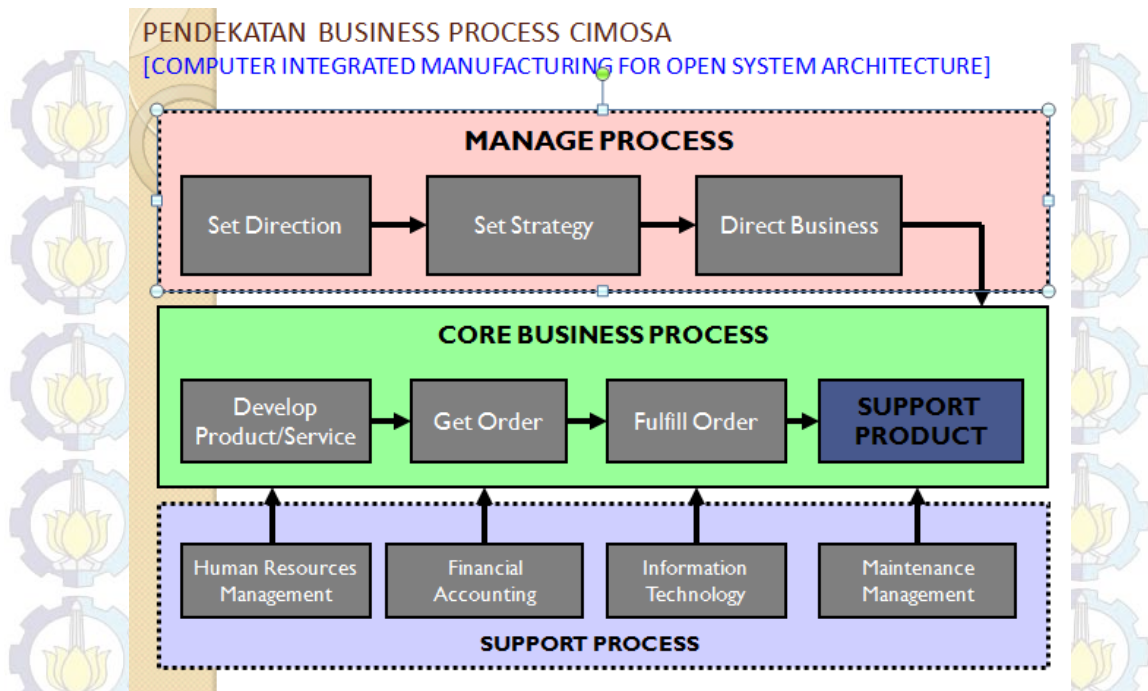 PENDEKATAN BUSINESS PROCESS CIMOSA
[COMPUTER INTEGRATED MANUFACTURING FOR OPEN SYSTEM ARCHITECTURE]
MANAGE PROCESS
Set Direction
Set Strategy
Direct Business
CORE BUSINESS PROCESS
Develop
Product/Service
Get Order
Fulfill Order
SUPPORT
PRODUCT
Human Resources
Management
Financial
Accounting
Information
Technology
Maintenance
Management
SUPPORT PROCESS